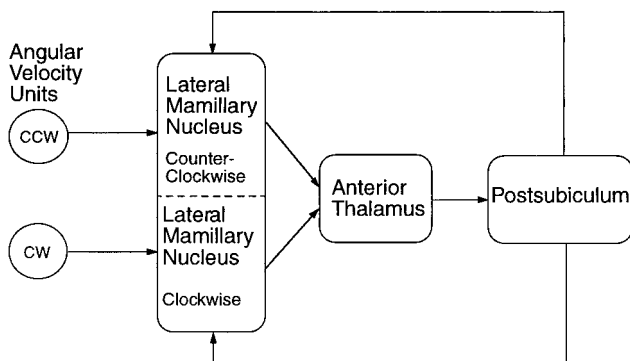 Angular
Velocity
Units
CCW
CW
Lateral
Mamillary
Nucleus
Counter-
Clockwise
Lateral
Mamillary
Nucleus
Clockwise
Anterior
Thalamus
Postsubiculum